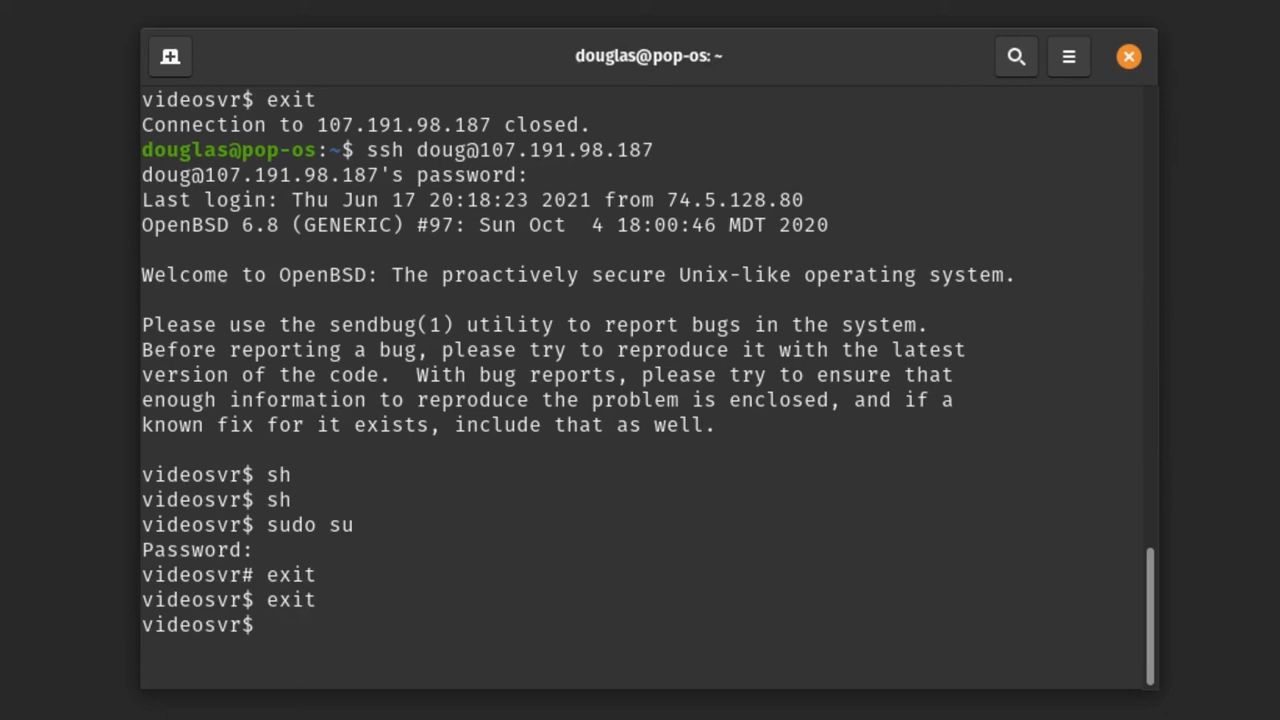 douglas@pop-os: ~
videosvr$ exit
Connection to 107.191.98.187 closed.
douglas@pop-os:~$ ssh doug@107.191.98.187
doug@107.191.98.187's password:
Last login: Thu Jun 17 20:18:23 2021 from 74.5.128.80
OpenBSD 6.8 (GENERIC) #97: Sun Oct  4 18:00:46 MDT 2020
Welcome to OpenBSD: The proactively secure Unix-like operating system.
Please use the sendbug(1) utility to report bugs in the system.
Before reporting a bug, please try to reproduce it with the latest
version of the code.  With bug reports, please try to ensure that
enough information to reproduce the problem is enclosed, and if a
known fix for it exists, include that as well.
videosvr$ sh
videosvr$ sh
videosvr$ sudo su
Password:
videosvr# exit
videosvr$ exit
videosvr$